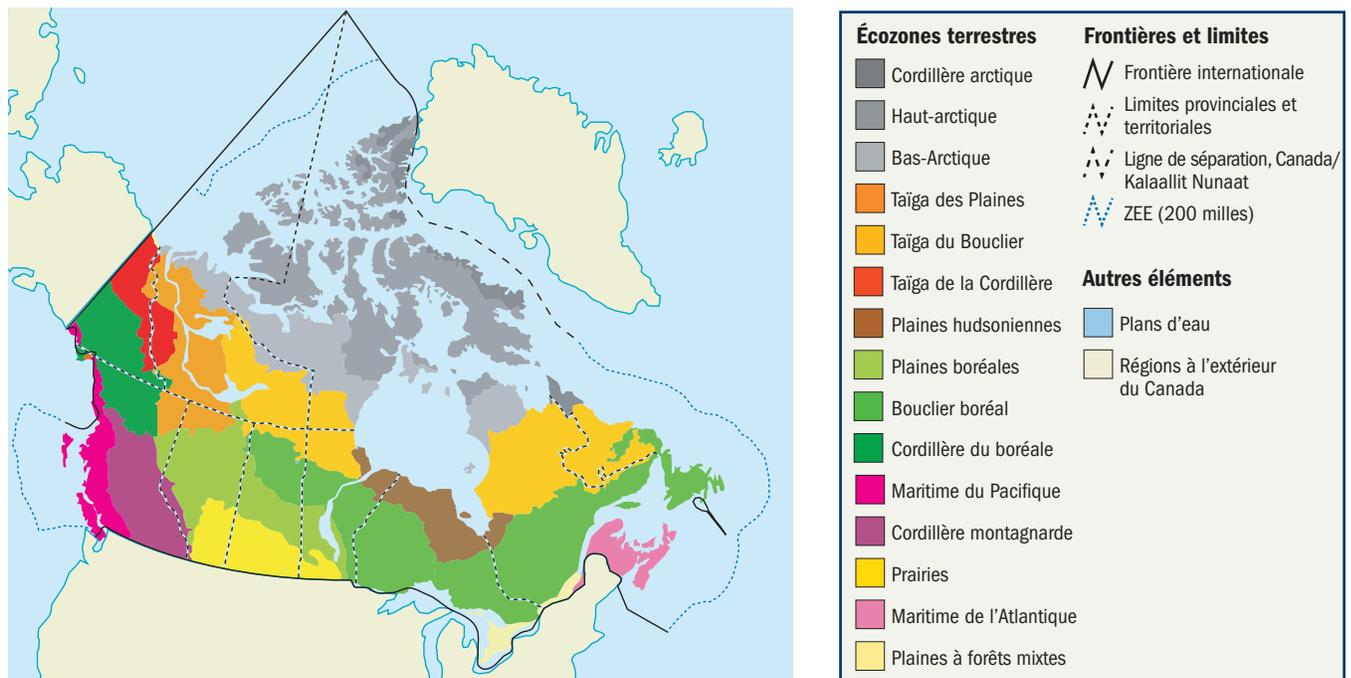 Écozones terrestres
Cordillère arctique
Haut-arctique
Bas-Arctique
Taïga des Plaines
Taïga du Bouclier
Taïga de la Cordillère
Plaines hudsoniennes
Plaines boréales
Bouclier boréal
Cordillère du boréale
Maritime du Pacifique
Cordillère montagnarde
Prairies
Maritime de l'Atlantique
Plaines à forêts mixtes
Frontières et limites
Frontière internationale
Limites provinciales et
territoriales
Ligne de séparation, Canada/
Kalaallit Nunaat
ZEE (200 milles)
Autres éléments
Plans d'eau
Régions à l'extérieur
du Canada